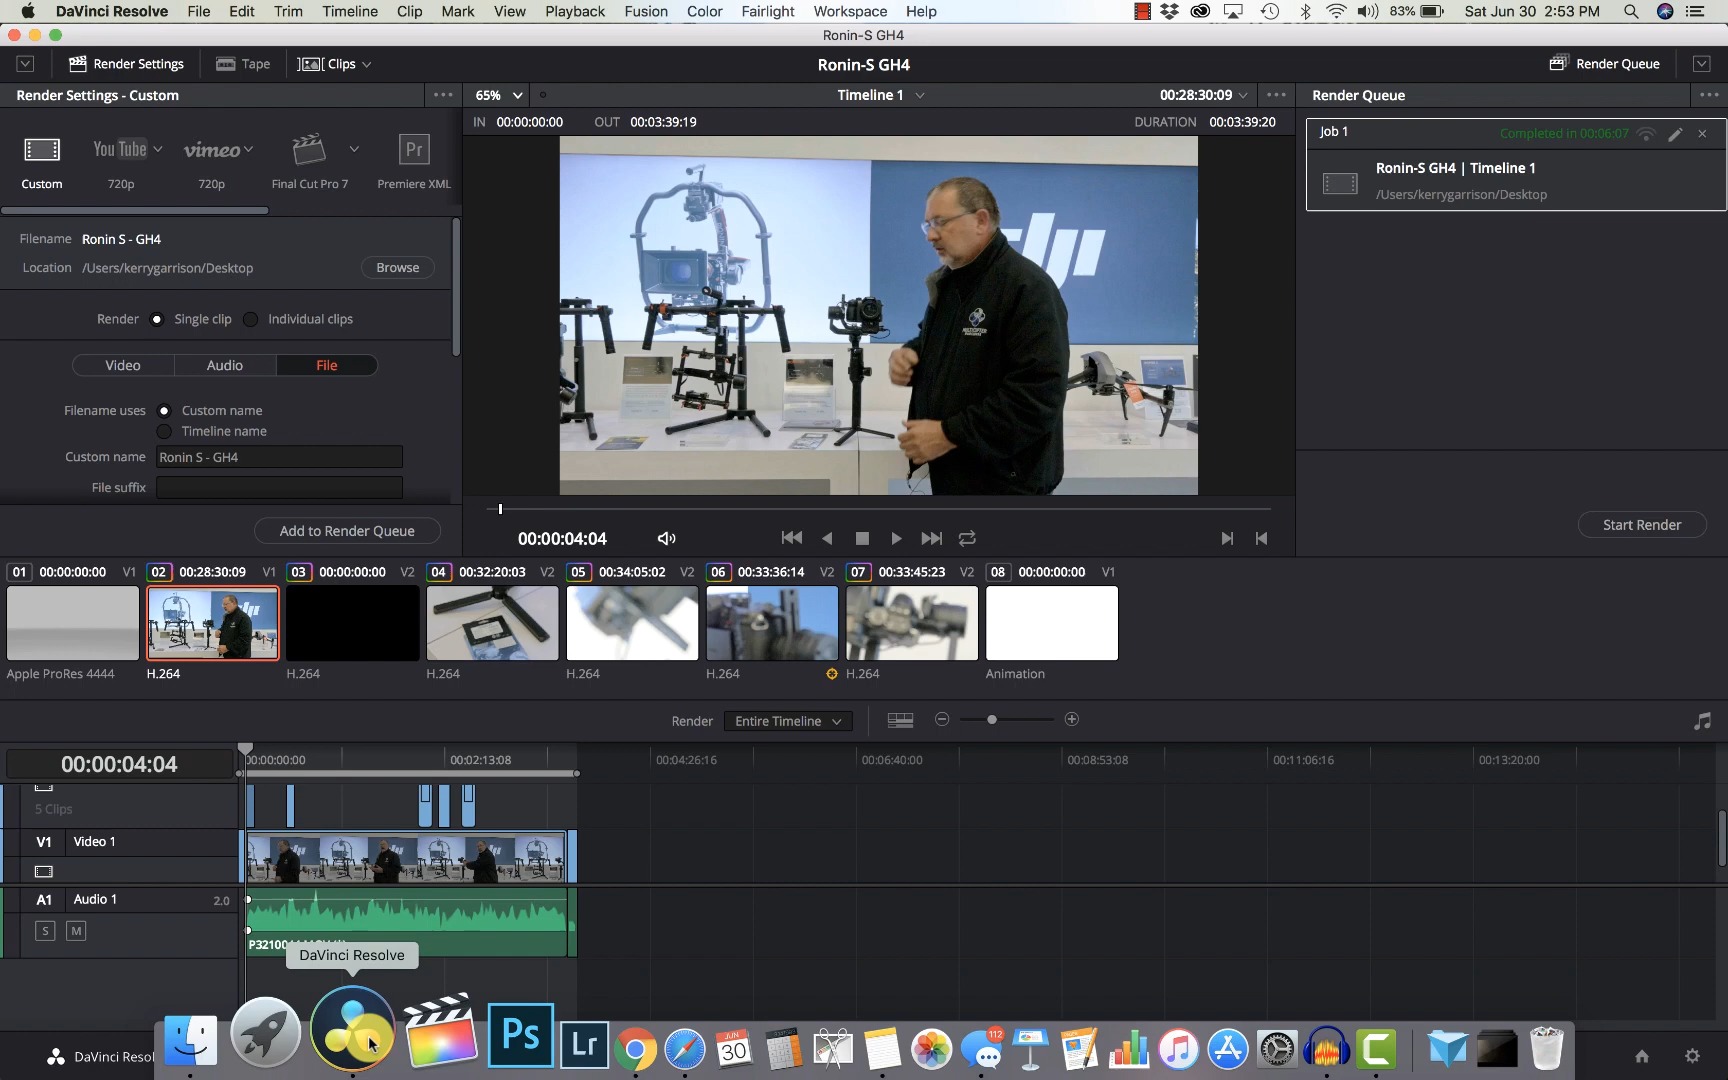 DaVinci Resolve File Edit Trim Timeline Clip Mark View Playback Fusion Color Fairlight Workspace Help 83% Sat Jun 30 2:53 PM
Ronin-S GH4
Render Settings Tape Clips Ronin-S GH4 Render Queue
Render Settings - Custom 65% Timeline 1 00:28:30:09 Render Queue
IN 00:00:00:00 OUT 00:03:39:19 DURATION 00:03:39:20
Job 1 Completed in 00:06:07
YouTube vimeo Pr
Custom 720p 720p Final Cut Pro 7 Premiere XML
Ronin-S GH4 | Timeline 1
/Users/kerrygarrison/Desktop
dji
Filename Ronin S - GH4
Location /Users/kerrygarrison/Desktop Browse
Render Single clip Individual clips
Video Audio File
Filename uses Custom name
Timeline name
Custom name Ronin S - GH4
File suffix
Add to Render Queue
00:00:04:04
Start Render
01 00:00:00:00 V1 02 00:28:30:09 V1 03 00:00:00:00 V2 04 00:32:20:03 V2 05 00:34:05:02 V2 06 00:33:36:14 V2 07 00:33:45:23 V2 08 00:00:00:00 V1
Apple ProRes 4444 H.264 H.264 H.264 H.264 H.264 H.264 Animation
Render Entire Timeline
00:00:04:04 00:00:00:00 00:02:13:08 00:04:26:16 00:06:40:00 00:08:53:08 00:11:06:16 00:13:20:00
5 Clips
V1 Video 1
A1 Audio 1 2.0
S M
DaVinci Resolve
Ps Lr JUN 30 112
DaVinci Resol